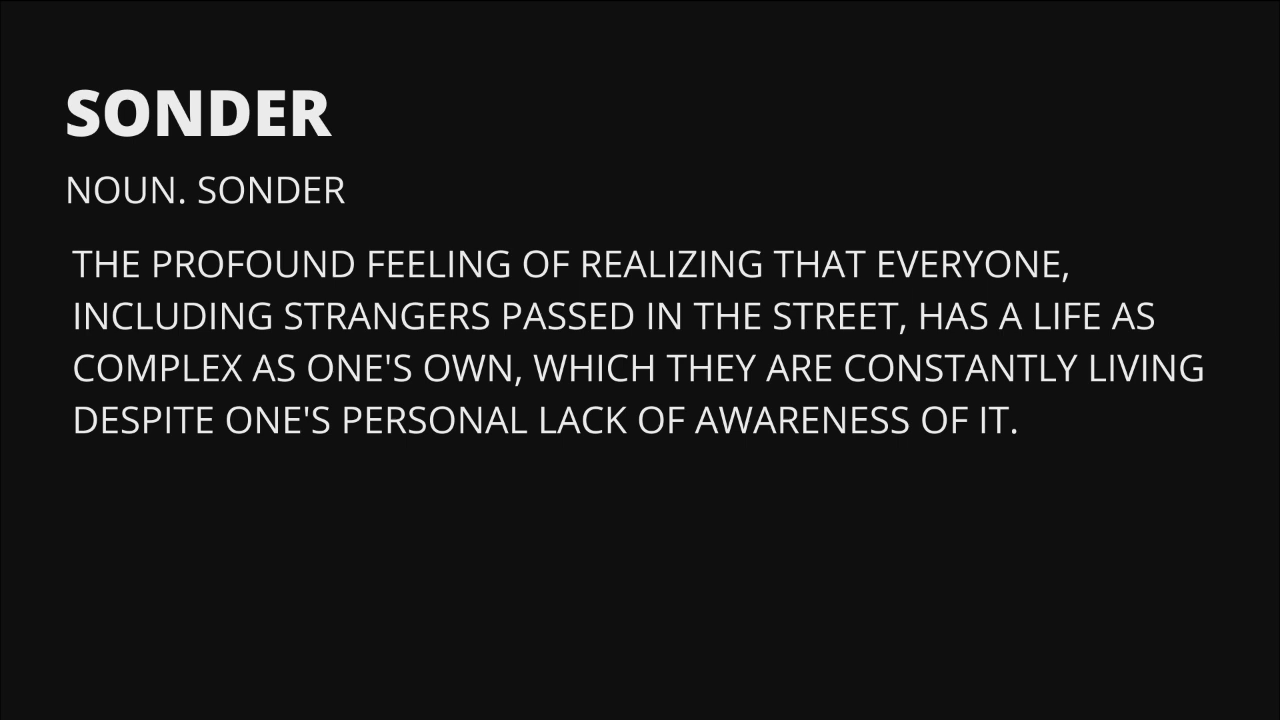 SONDER
NOUN. SONDER
THE PROFOUND FEELING OF REALIZING THAT EVERYONE,
INCLUDING STRANGERS PASSED IN THE STREET, HAS A LIFE AS
COMPLEX AS ONE'S OWN, WHICH THEY ARE CONSTANTLY LIVING
DESPITE ONE'S PERSONAL LACK OF AWARENESS OF IT.